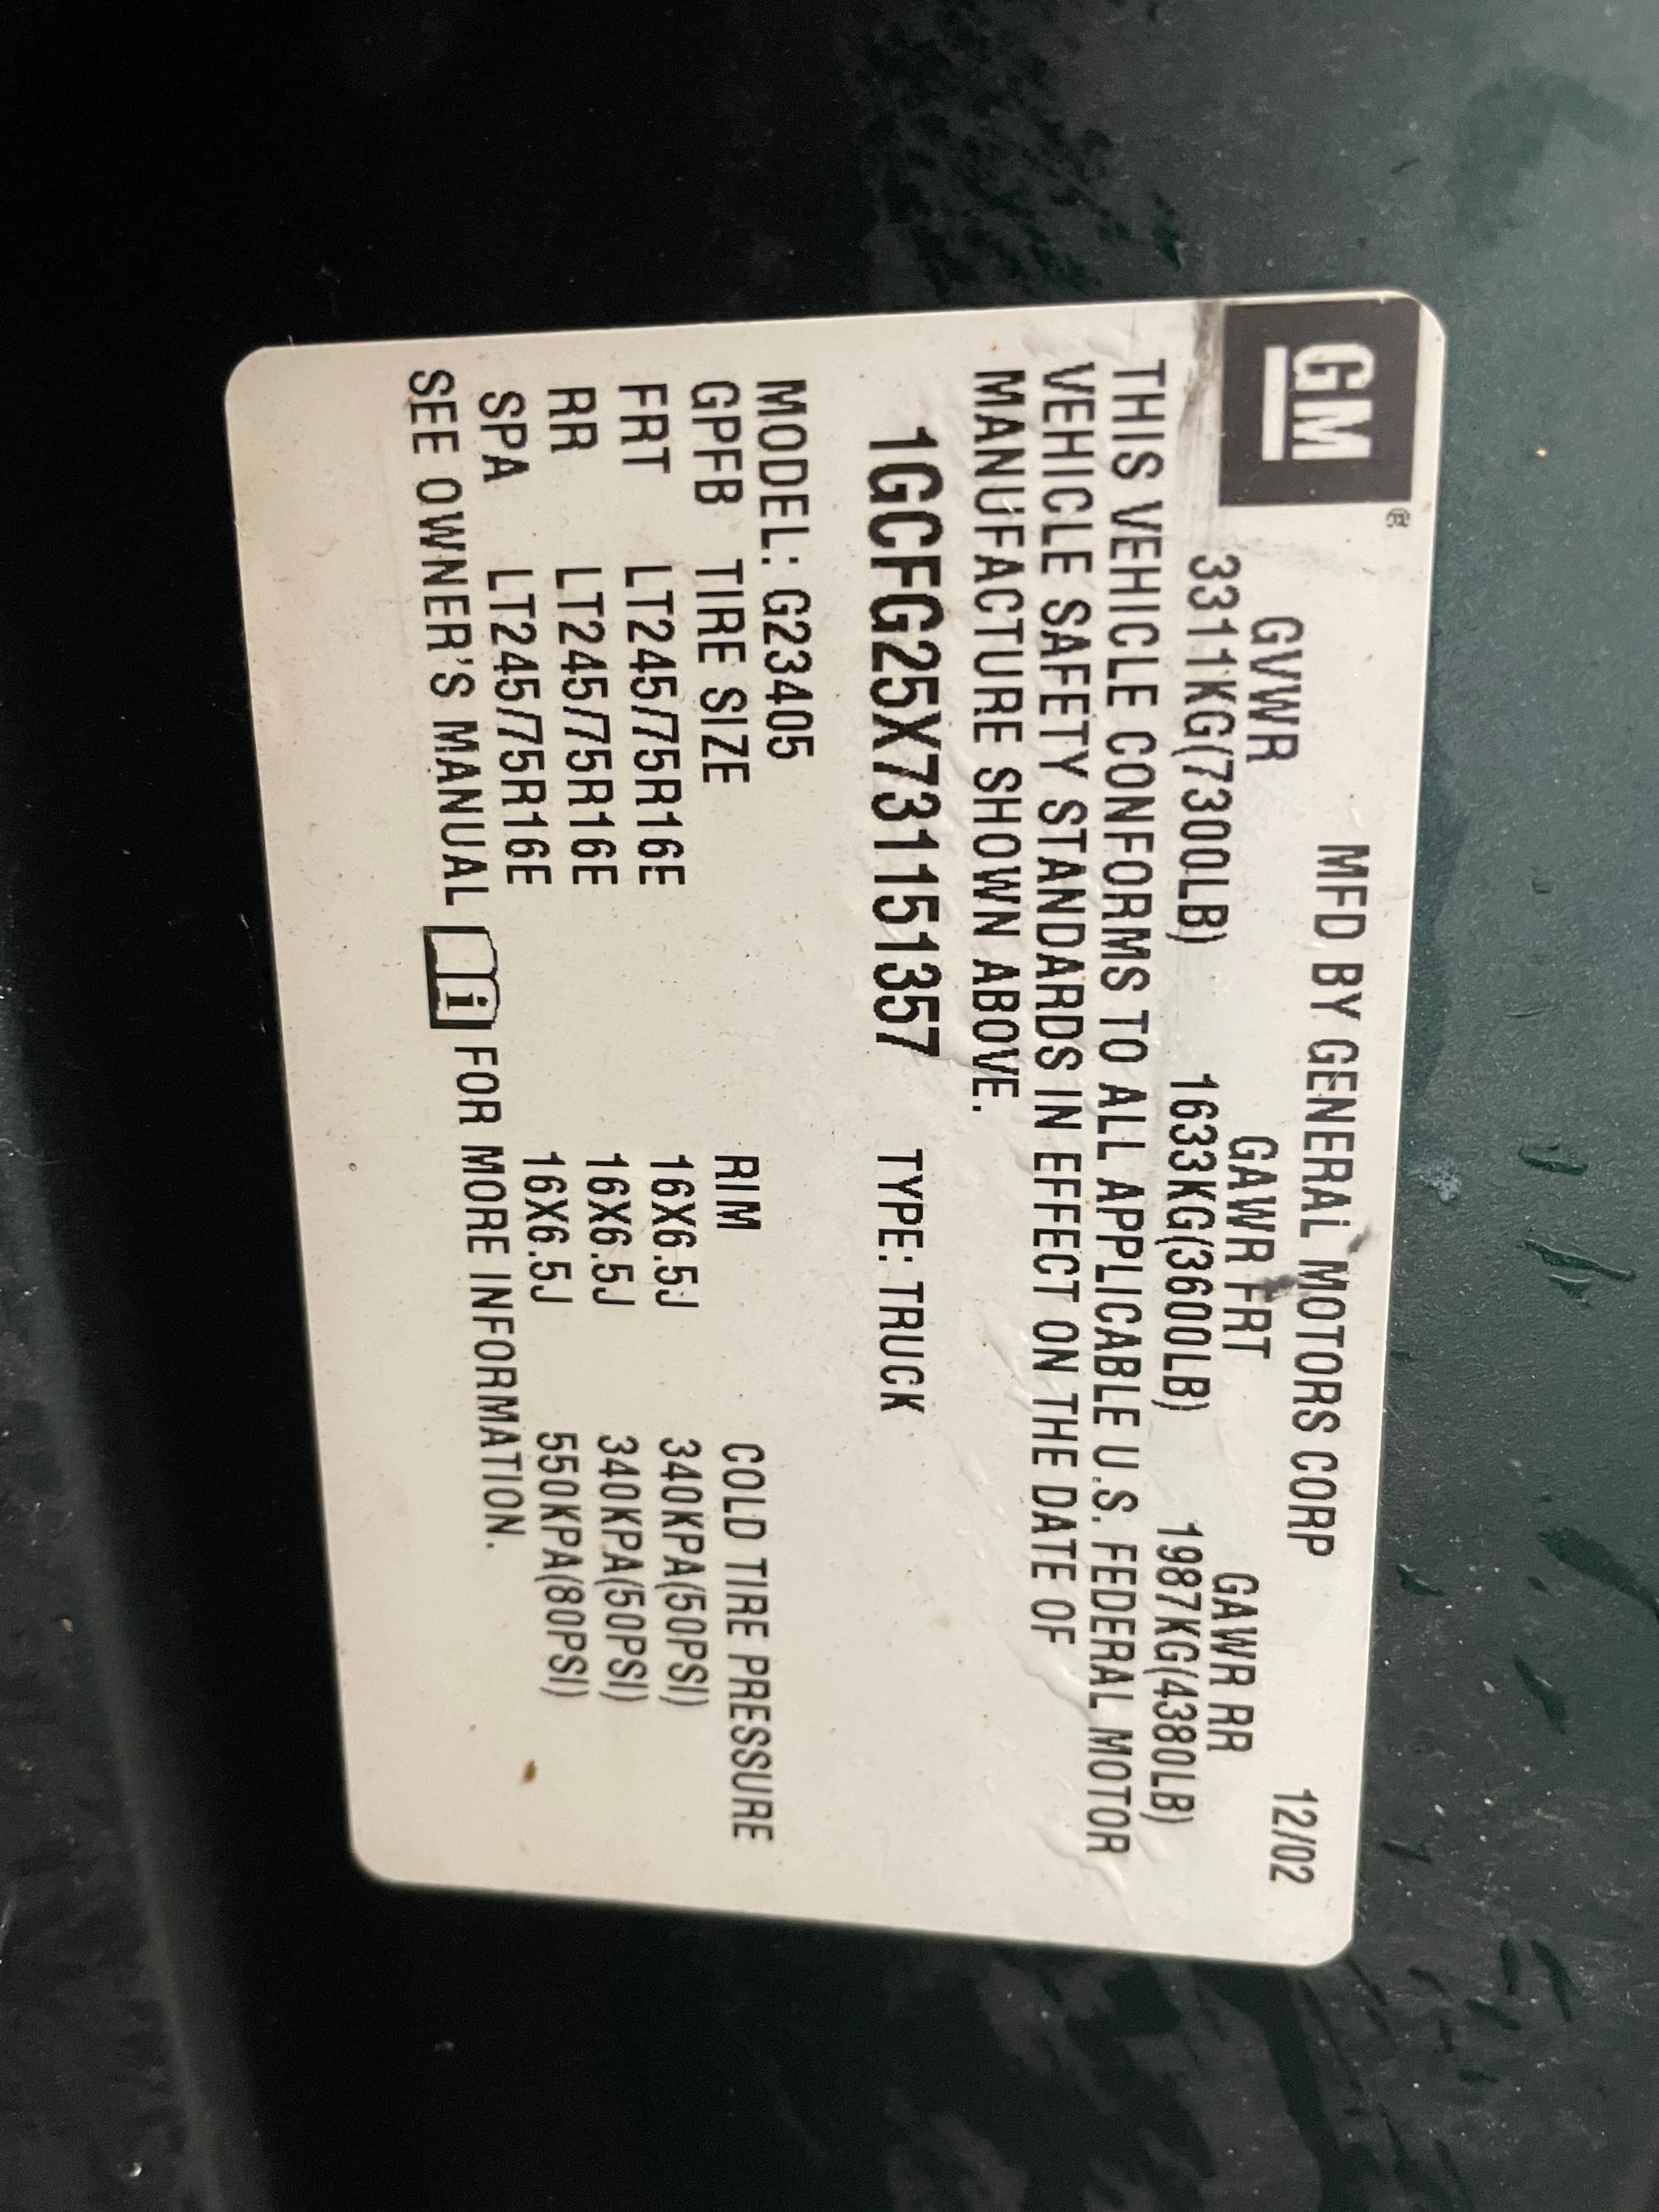 GM®
MFD BY GENERAL MOTORS CORP 12/02
GVWR GAWR FRT GAWR RR
3311KG(7300LB) 1633KG(3600LB) 1987KG(4380LB)
THIS VEHICLE CONFORMS TO ALL APPLICABLE U.S. FEDERAL MOTOR
VEHICLE SAFETY STANDARDS IN EFFECT ON THE DATE OF
MANUFACTURE SHOWN ABOVE.
1GCFG25X731151357 TYPE: TRUCK
MODEL: G23405
GPFB TIRE SIZE RIM COLD TIRE PRESSURE
FRT LT245/75R16E 16X6.5J 340KPA(50PSI)
RR LT245/75R16E 16X6.5J 340KPA(50PSI)
SPA LT245/75R16E 16X6.5J 550KPA(80PSI)
SEE OWNER'S MANUAL i FOR MORE INFORMATION.